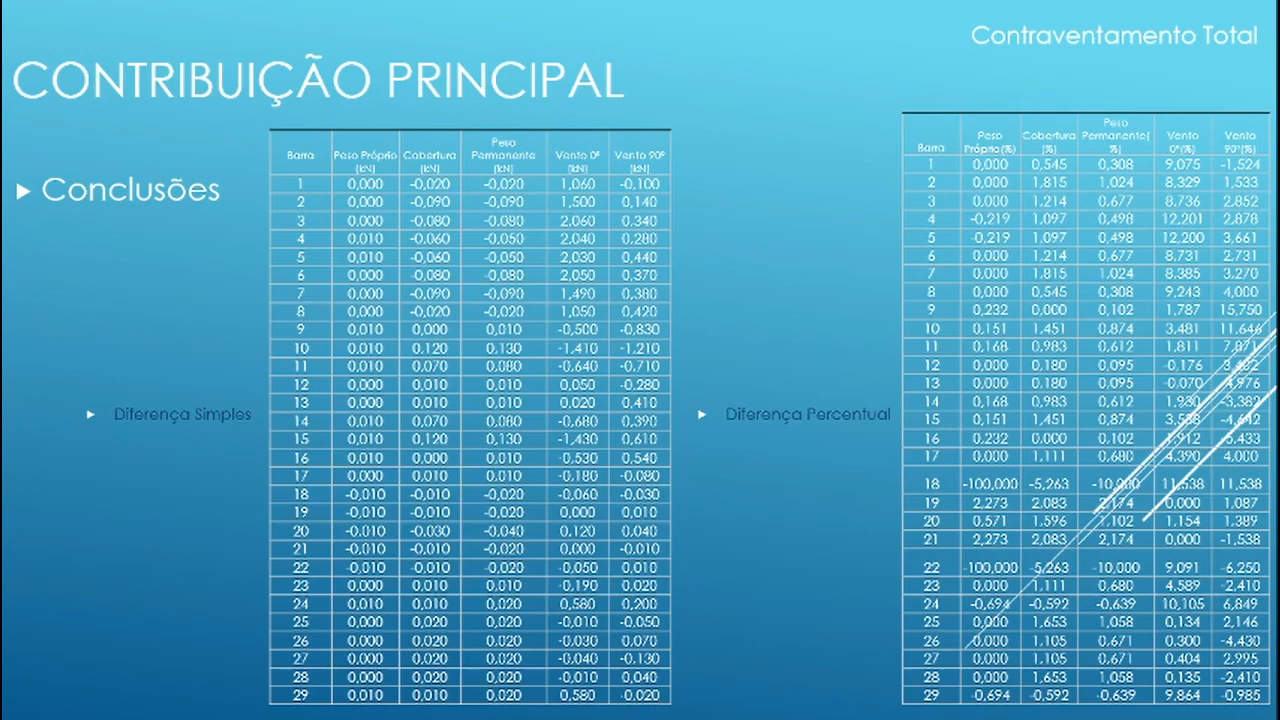 Contraventamento Total
CONTRIBUIÇÃO PRINCIPAL
Conclusões
Diferença Simples
Barra Peso Próprio (kN) Cobertura (kN) Peso Permanente (kN) Vento 0º (kN) Vento 90º (kN)
1 0,000 -0,020 -0,020 1,060 -0,100
2 0,000 -0,090 -0,090 1,500 0,140
3 0,000 -0,080 -0,080 2,060 0,340
4 0,010 -0,060 -0,050 2,040 0,280
5 0,010 -0,060 -0,050 2,030 0,440
6 0,000 -0,080 -0,080 2,050 0,370
7 0,000 -0,090 -0,090 1,490 0,380
8 0,000 -0,020 -0,020 1,050 0,420
9 0,010 0,000 0,010 -0,500 -0,830
10 0,010 0,120 0,130 -1,410 -1,210
11 0,010 0,070 0,080 -0,640 -0,710
12 0,000 0,010 0,010 0,050 -0,280
13 0,000 0,010 0,010 0,020 0,410
14 0,010 0,070 0,080 -0,680 0,390
15 0,010 0,120 0,130 -1,430 0,610
16 0,010 0,000 0,010 -0,530 0,540
17 0,000 0,010 0,010 -0,180 -0,080
18 -0,010 -0,010 -0,020 -0,060 -0,030
19 -0,010 -0,010 -0,020 0,000 0,010
20 -0,010 -0,030 -0,040 0,120 0,040
21 -0,010 -0,010 -0,020 0,000 -0,010
22 -0,010 -0,010 -0,020 -0,050 0,010
23 0,000 0,010 0,010 -0,190 0,020
24 0,010 0,010 0,020 0,580 0,200
25 0,000 0,020 0,020 -0,010 -0,050
26 0,000 0,020 0,020 -0,030 0,070
27 0,000 0,020 0,020 -0,040 -0,130
28 0,000 0,020 0,020 -0,010 0,040
29 0,010 0,010 0,020 0,580 -0,020
Diferença Percentual
Barra Peso Próprio(%) Cobertura (%) Peso Permanente( %) Vento 0º(%) Vento 90º(%)
1 0,000 0,545 0,308 9,075 -1,524
2 0,000 1,815 1,024 8,329 1,533
3 0,000 1,214 0,677 8,736 2,852
4 -0,219 1,097 0,498 12,201 2,878
5 -0,219 1,097 0,498 12,200 3,661
6 0,000 1,214 0,677 8,731 2,731
7 0,000 1,815 1,024 8,385 3,270
8 0,000 0,545 0,308 9,243 4,000
9 0,232 0,000 0,102 1,787 15,750
10 0,151 1,451 0,874 3,481 11,646
11 0,168 0,983 0,612 1,811 7,871
12 0,000 0,180 0,095 -0,176
13 0,000 0,180 0,095 -0,070 -4,976
14 0,168 0,983 0,612 1,930 -3,382
15 0,151 1,451 0,874 3,538 -4,642
16 0,232 0,000 0,102 1,912 -5,433
17 0,000 1,111 0,680 4,390 4,000
18 -100,000 -5,263 -10,000 11,538 11,538
19 2,273 2,083 2,174 0,000 1,087
20 0,571 1,596 1,102 1,154 1,389
21 2,273 2,083 2,174 0,000 -1,538
22 -100,000 -5,263 -10,000 9,091 -6,250
23 0,000 1,111 0,680 4,589 -2,410
24 -0,694 -0,592 -0,639 10,105 6,849
25 0,000 1,653 1,058 0,134 2,146
26 0,000 1,105 0,671 0,300 -4,430
27 0,000 1,105 0,671 0,404 2,995
28 0,000 1,653 1,058 0,135 -2,410
29 -0,694 -0,592 -0,639 9,864 -0,985